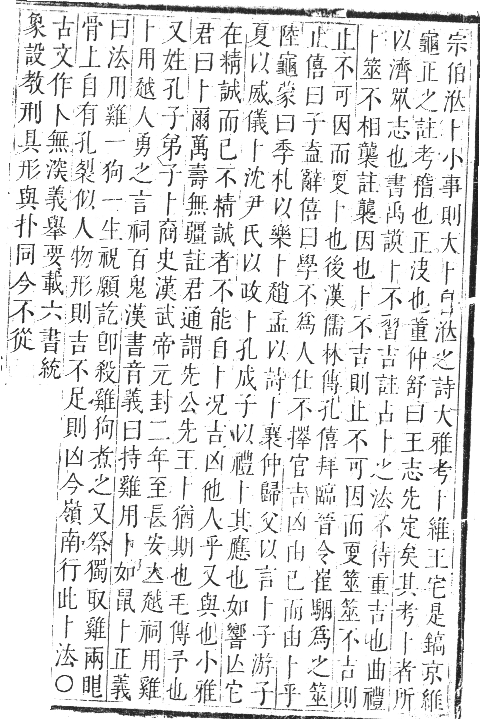 宗伯涖卜小事則大卜自涖之詩大雅考卜維王宅是鎬京維
龜正之註考稽也正決也董仲舒曰王志先定矣其考卜者所
以濟眾志也書禹謨卜不習吉註占卜之法不待重吉也曲禮
卜筮不相襲註襲因也卜不吉則止不可因而更筮筮不吉則
止不可因而更卜也後漢儒林傳孔僖拜臨晉令崔駰爲之筮
止僖曰子盍辭僖曰學不爲人仕不擇官吉凶由己而由卜乎
陸龜蒙曰季札以樂卜趙孟以詩卜襄仲歸父以言卜子游子
夏以威儀卜沈尹氏以政卜孔成子以禮卜其應也如響亾它
在精誠而已不精誠者不能自卜況吉凶他人乎又與也小雅
君曰卜爾萬壽無疆註君通謂先公先王卜猶期也毛傳予也
又姓孔子弟子卜商史漢武帝元封二年至長安亾越祠用雞
卜用越人勇之言祠百鬼漢書音義曰持雞用卜如鼠卜正義
曰法用雞一狗一生祝願訖卽殺雞狗煮之又祭獨取雞兩眼
骨上自有孔裂似人物形則吉不足則凶今嶺南行此卜法〇
古文作卜無深義舉要載六書統
象設教刑具形與扑同今不從